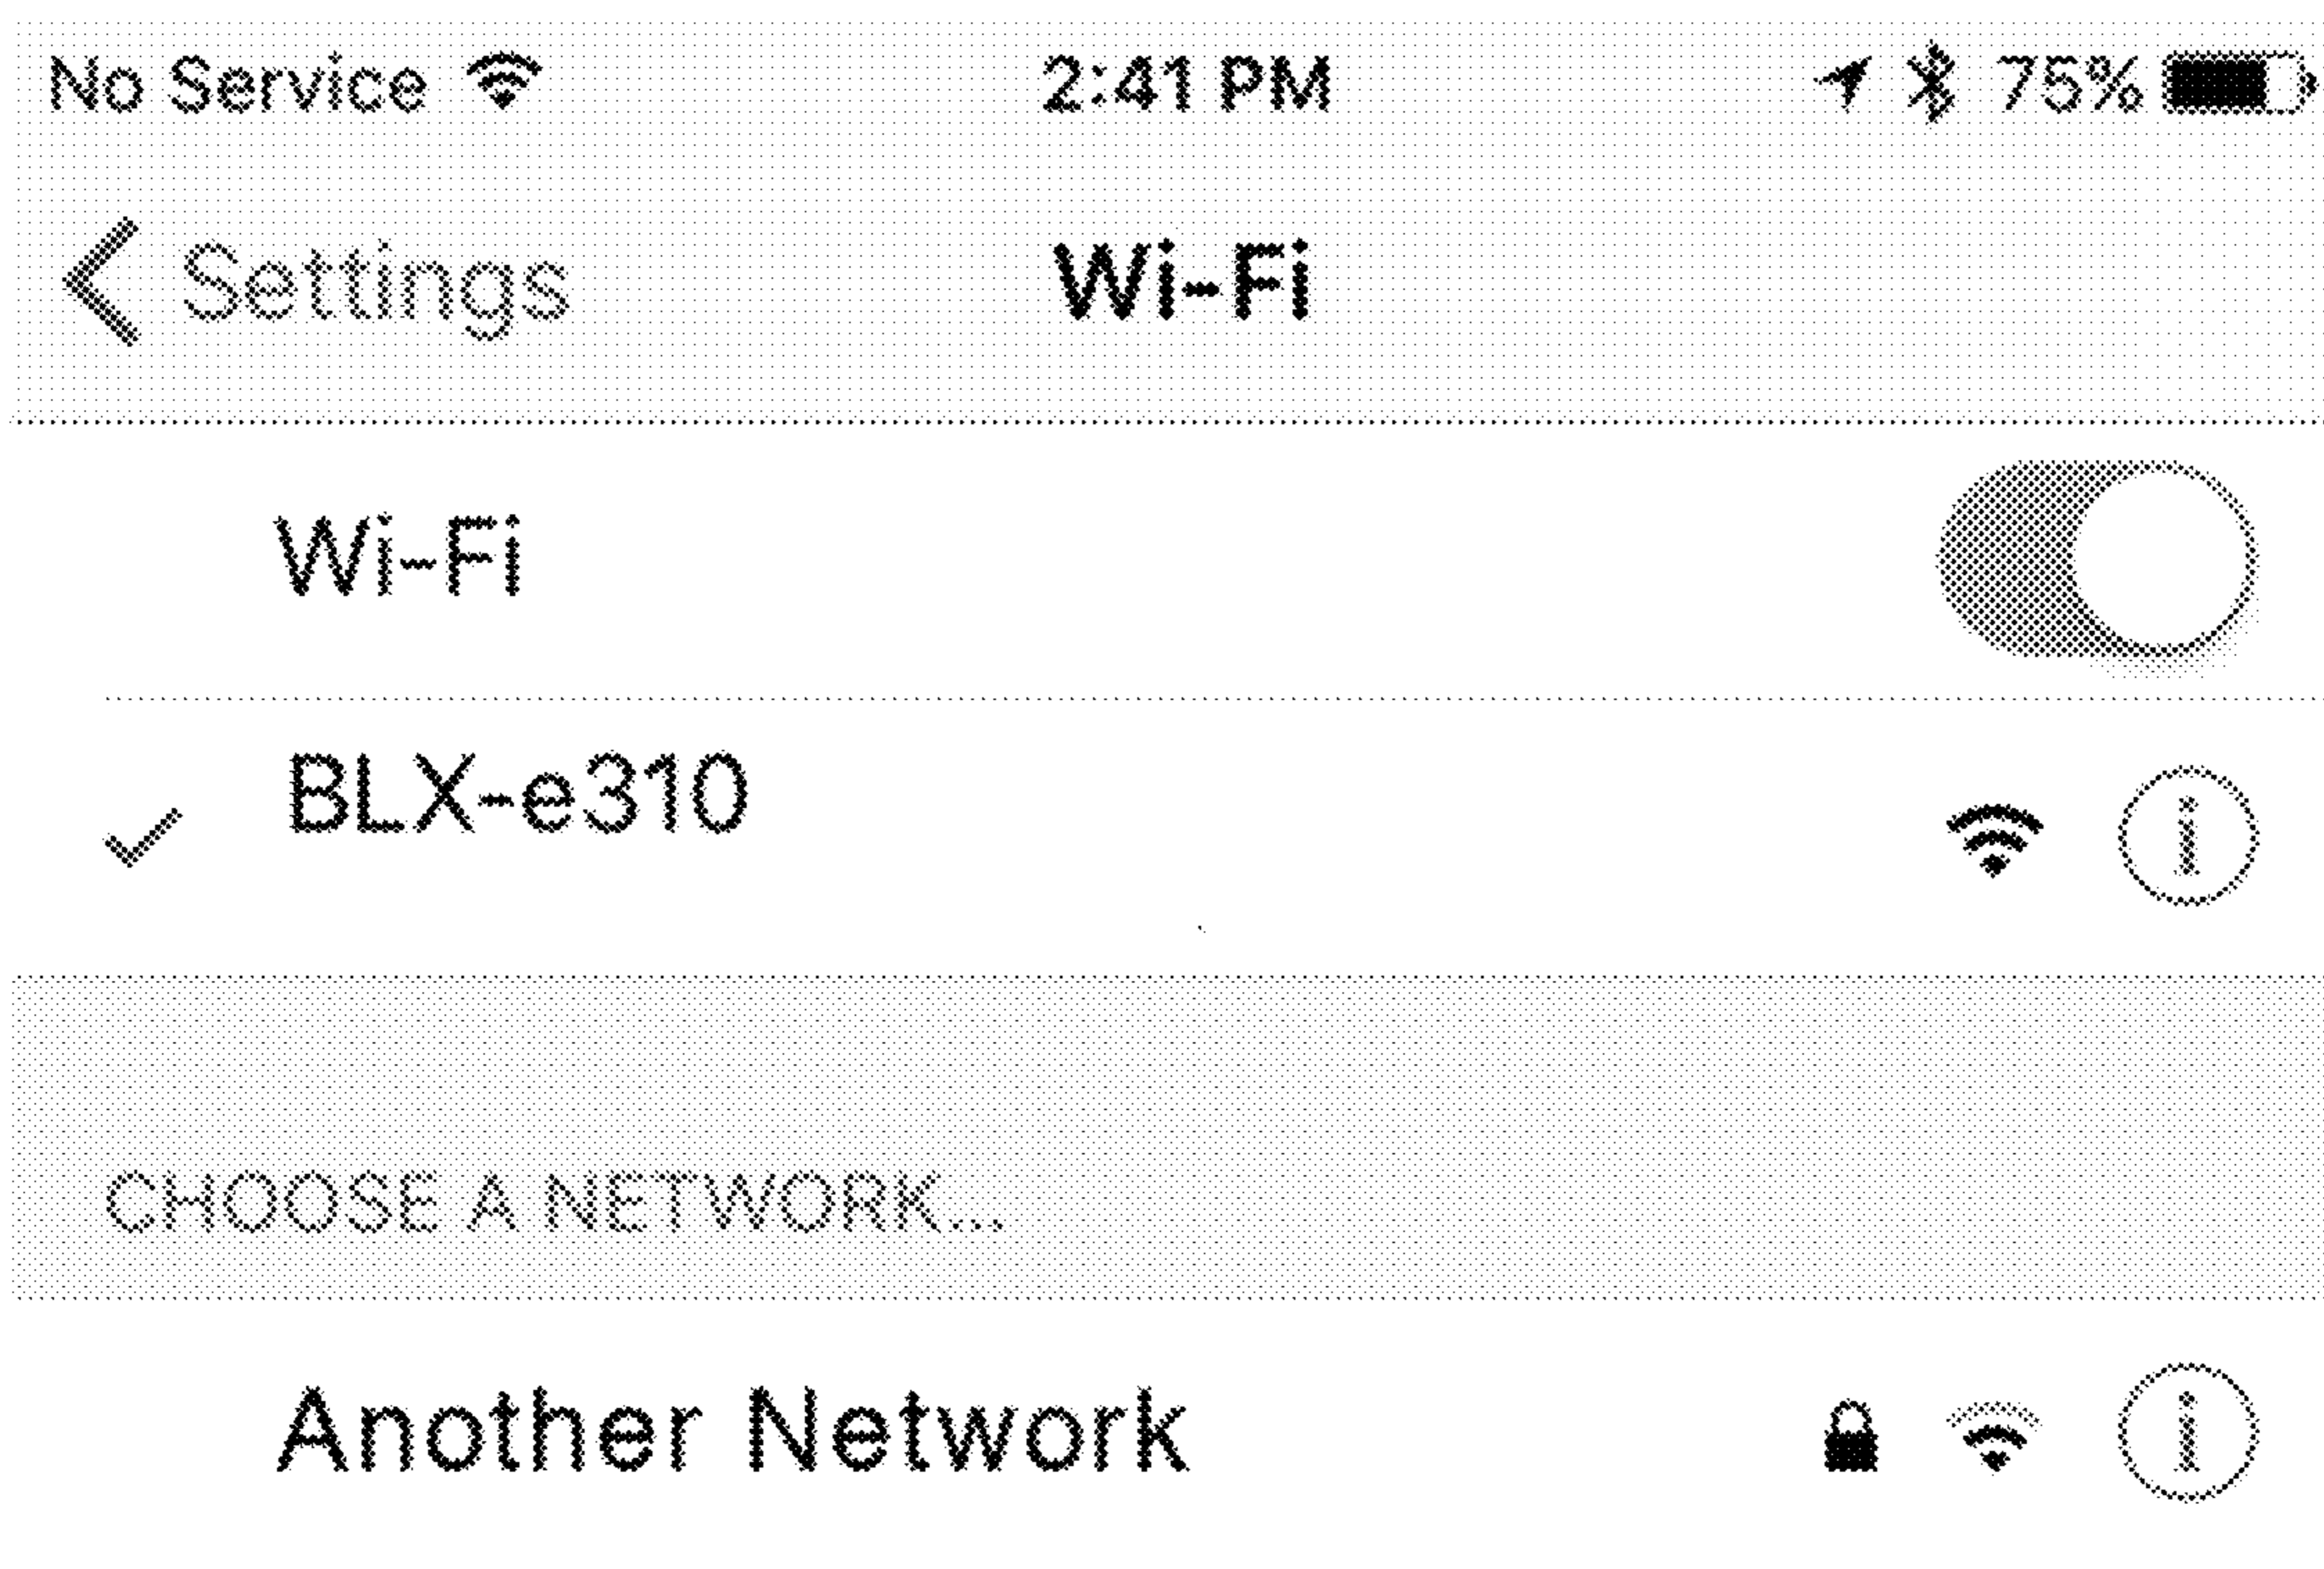 No Service 2:41 PM 75%
Settings Wi-Fi
Wi-Fi
BLX-e310
CHOOSE A NETWORK...
Another Network